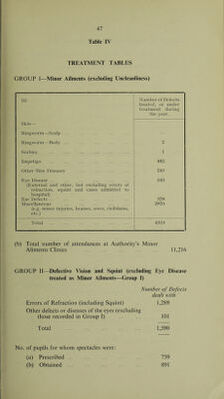 47
Table IV
TREATMENT TABLES
GROUP I—Minor Ailments (excluding Uncleanliness)
(a)
Number of Defects
treated, or under
treatment during
the year.
Skin—
Ringworm—Scalp
Ringworm—Body 2
Scabies 1
Impetigo
Other Skin Diseases
Eye Disease
(External and other, but excluding errors of
refraction, squint and cases admitted to
hospital)
Ear Defects
Miscellaneous
(e.g. minor injuries, bruises, sores, chilblains,
etc.)
Total
(b) Total number of attendances at Authority's Minor
Ailments Clinics 11,216
GROUP II—Defective Vision and Squint (excluding Eye Disease
treated as Minor Ailments—Group I)
Number of Defects
dealt with
Errors of Refraction (including Squint) 1,289
Other defects or diseases of the eyes (excluding
those recorded in Group I) 101
Total 1,390
No. of pupils for whom spectacles were:
(a) Prescribed 759
(b) Obtained 891